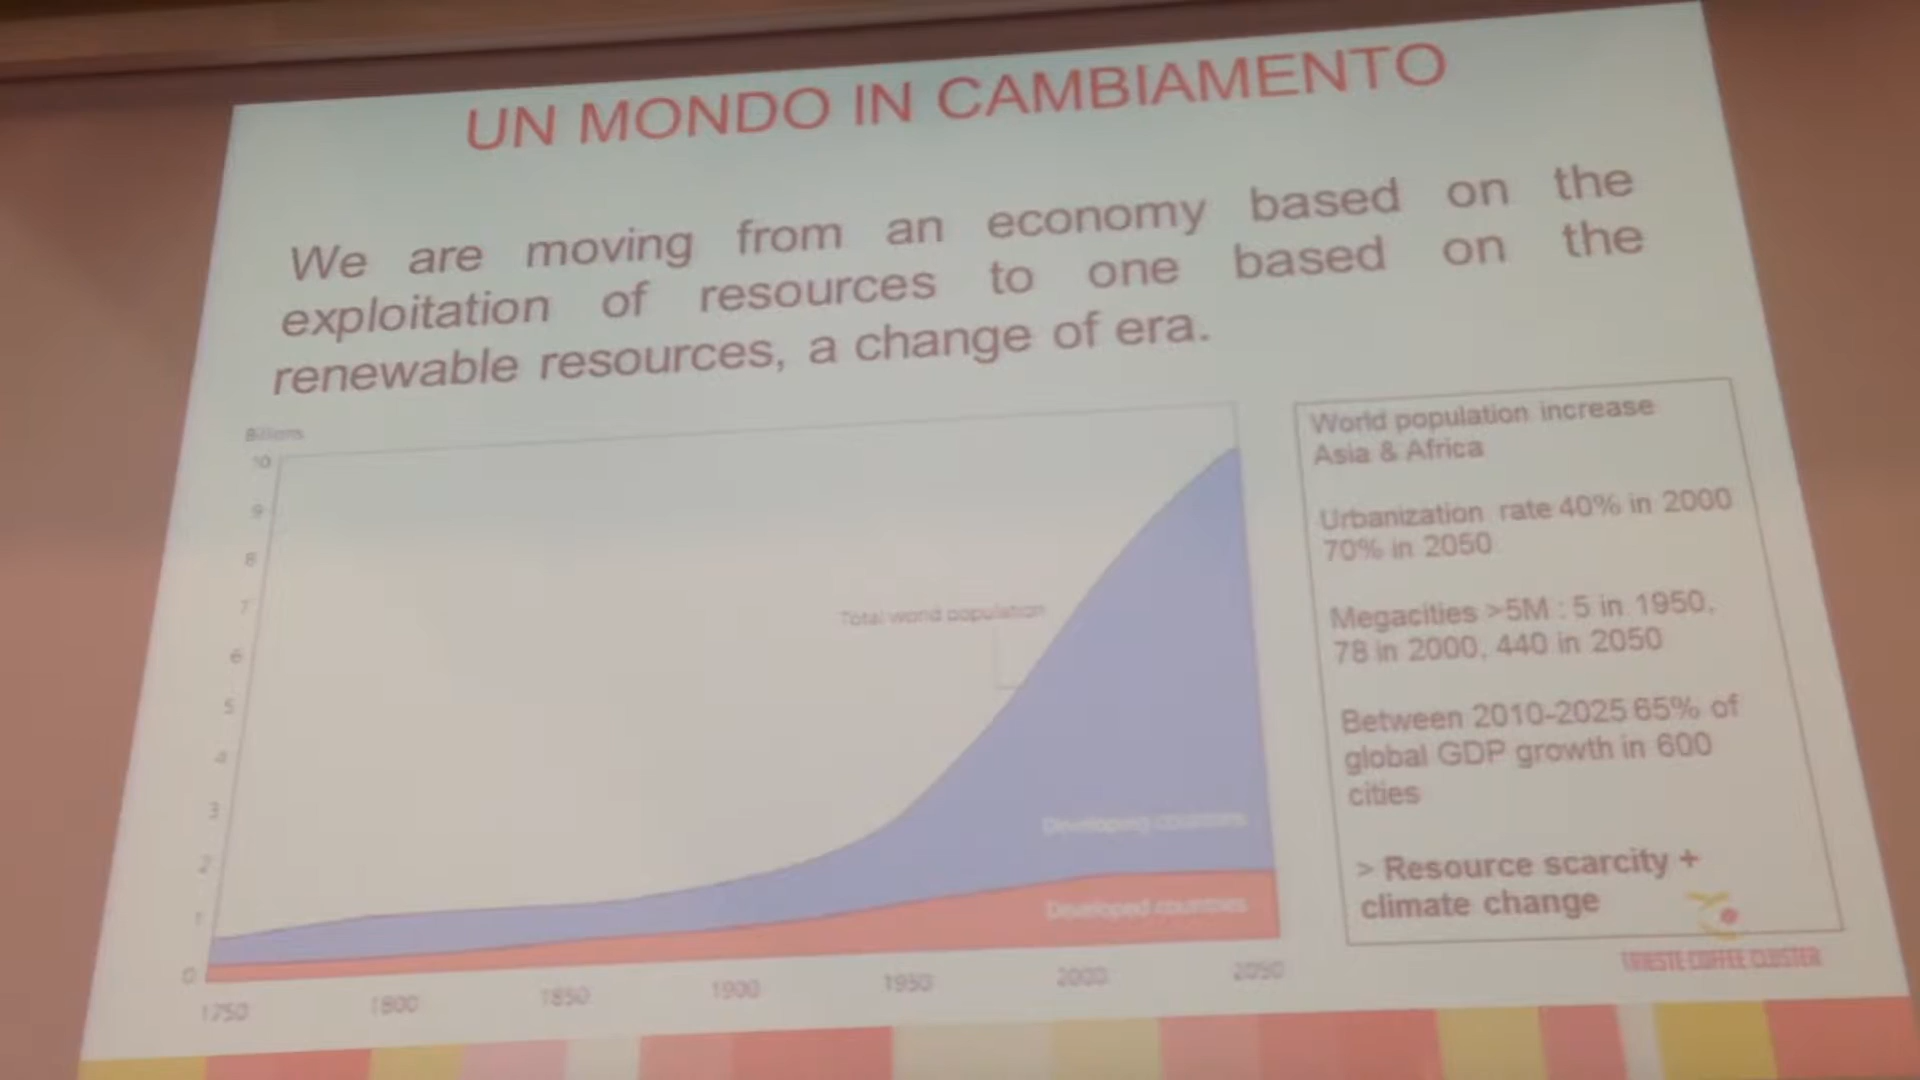 UN MONDO IN CAMBIAMENTO
We are moving from an economy based on the
exploitation of resources to one based on the
renewable resources, a change of era.
Billions
10
9
8
7
6
5
4
3
2
1
0
Total world population
Developing countries
Developed countries
1750
1800
1850
1900
1950
2000
2050
World population increase
Asia & Africa
Urbanization rate 40% in 2000
70% in 2050
Megacities >5M : 5 in 1950,
78 in 2000, 440 in 2050
Between 2010-2025 65% of
global GDP growth in 600
cities
> Resource scarcity +
climate change
TRIESTE COFFEE CLUSTER